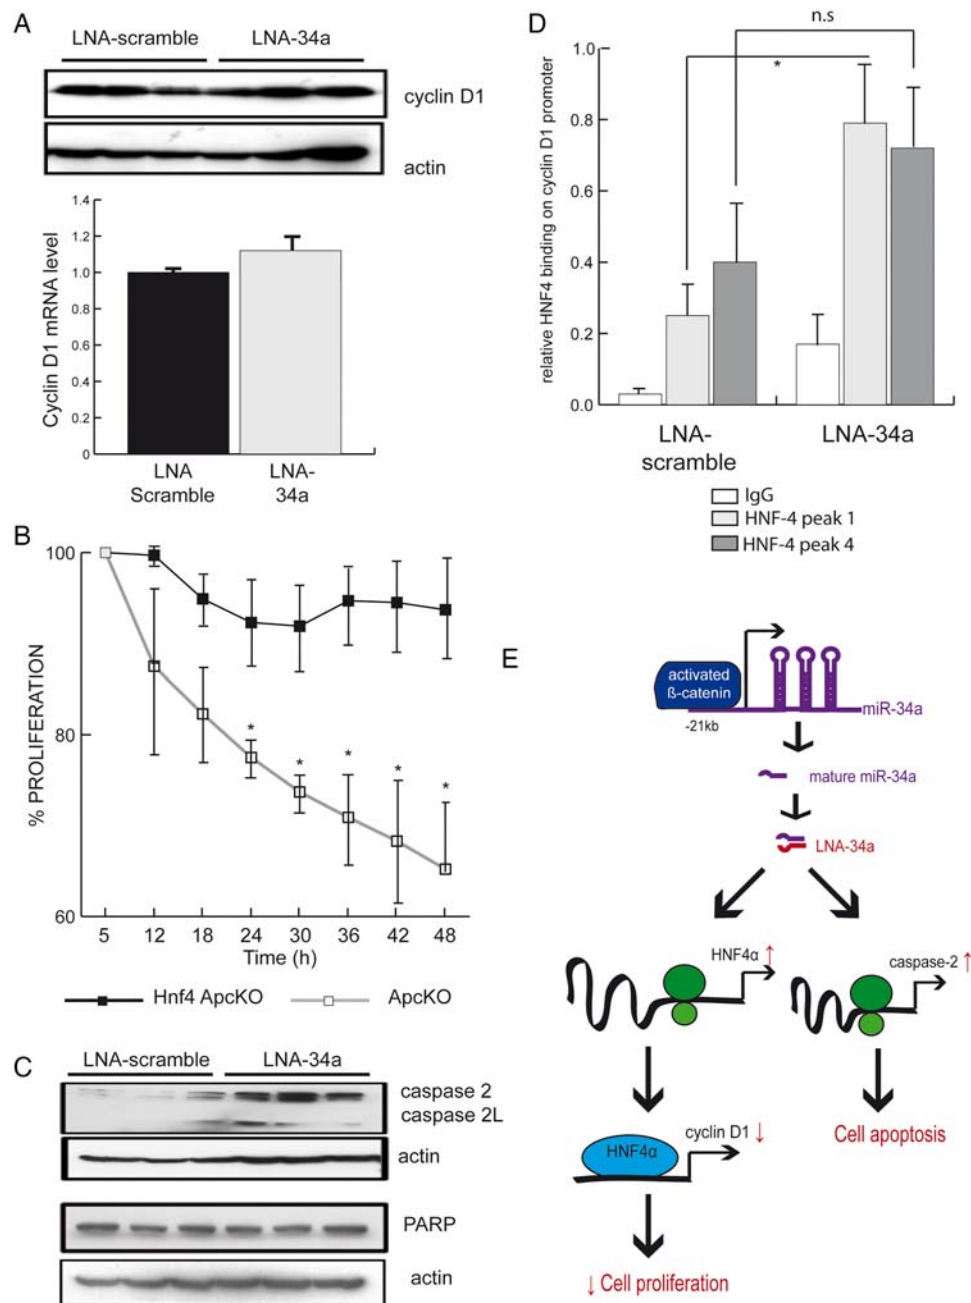 A
LNA-scramble LNA-34a
cyclin D1
actin
Cyclin D1 mRNA level
1.4
1.2
1.0
0.8
0.6
0.4
0.2
0
LNA Scramble
LNA-34a
B
% PROLIFERATION
100
80
60
* * * * *
5 12 18 24 30 36 42 48
Time (h)
Hnf4 ApcKO ApcKO
C
LNA-scramble LNA-34a
caspase 2
caspase 2L
actin
PARP
actin
D
n.s
*
relative HNF4 binding on cyclin D1 promoter
1.0
0.8
0.6
0.4
0.2
0.0
LNA-scramble
LNA-34a
IgG
HNF-4 peak 1
HNF-4 peak 4
E
activated
ß-catenin
-21kb
miR-34a
mature miR-34a
LNA-34a
HNF4α ↑
caspase-2 ↑
HNF4α
cyclin D1 ↓
Cell apoptosis
↓ Cell proliferation